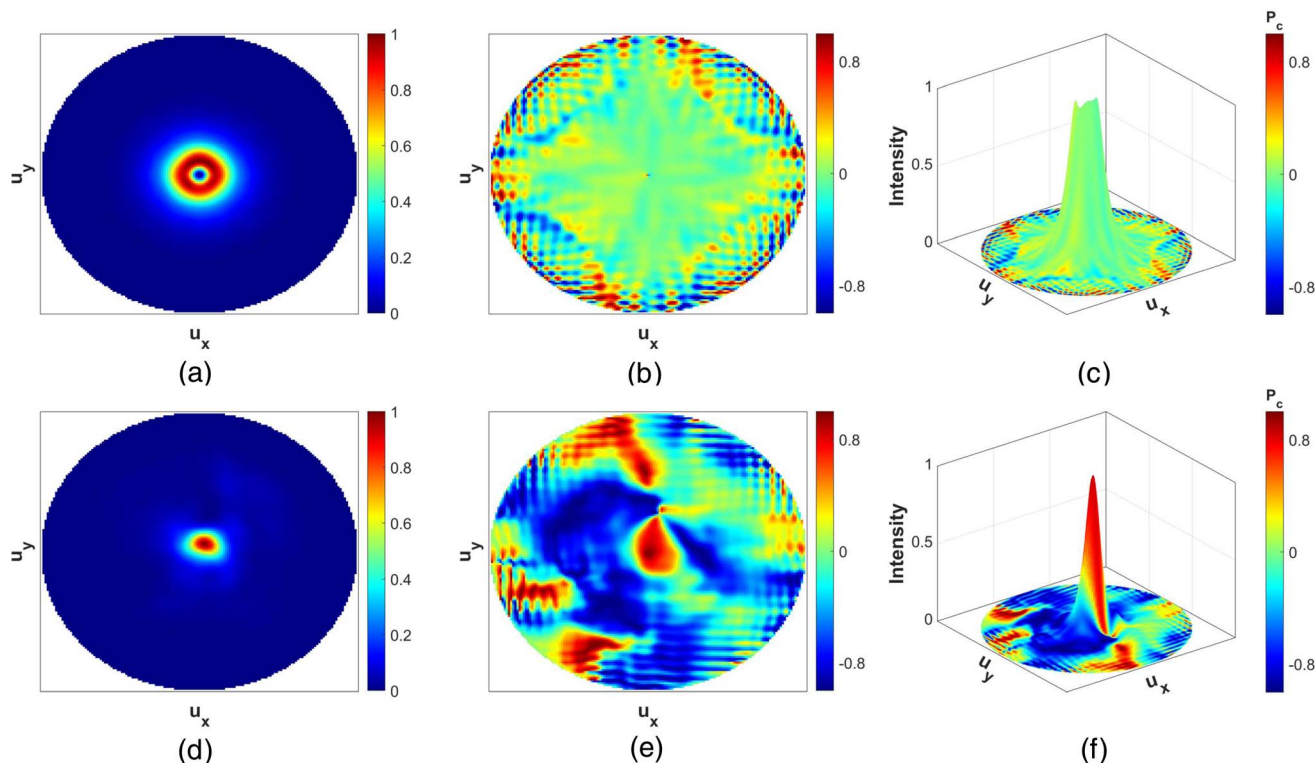 1
0.8
0.6
0.4
0.2
0
u_y
u_x
(a)
0.8
0
-0.8
u_y
u_x
(b)
P_c
0.8
0
-0.8
1
0.5
0
Intensity
u_y
u_x
(c)
1
0.8
0.6
0.4
0.2
0
u_y
u_x
(d)
0.8
0
-0.8
u_y
u_x
(e)
P_c
0.8
0
-0.8
1
0.5
0
Intensity
u_y
u_x
(f)